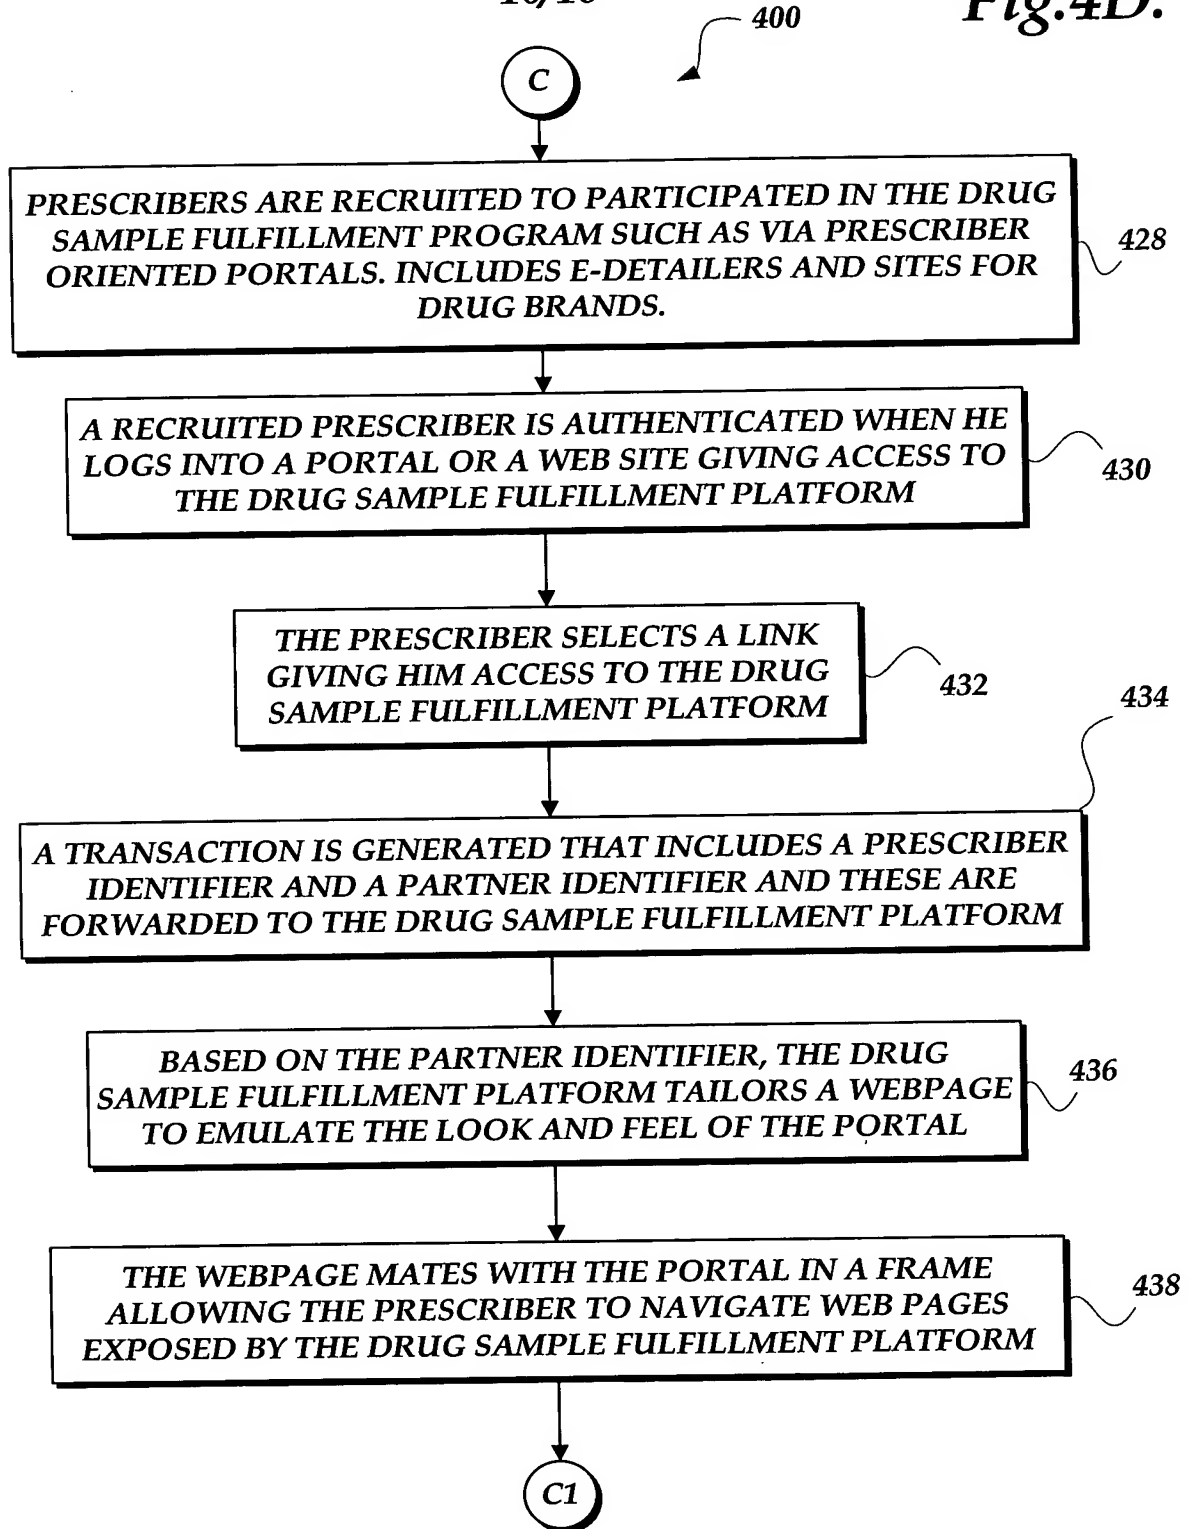 400
Fig.4D.
C
PRESCRIBERS ARE RECRUITED TO PARTICIPATED IN THE DRUG
SAMPLE FULFILLMENT PROGRAM SUCH AS VIA PRESCRIBER
ORIENTED PORTALS. INCLUDES E-DETAILERS AND SITES FOR
DRUG BRANDS.
428
A RECRUITED PRESCRIBER IS AUTHENTICATED WHEN HE
LOGS INTO A PORTAL OR A WEB SITE GIVING ACCESS TO
THE DRUG SAMPLE FULFILLMENT PLATFORM
430
THE PRESCRIBER SELECTS A LINK
GIVING HIM ACCESS TO THE DRUG
SAMPLE FULFILLMENT PLATFORM
432
434
A TRANSACTION IS GENERATED THAT INCLUDES A PRESCRIBER
IDENTIFIER AND A PARTNER IDENTIFIER AND THESE ARE
FORWARDED TO THE DRUG SAMPLE FULFILLMENT PLATFORM
BASED ON THE PARTNER IDENTIFIER, THE DRUG
SAMPLE FULFILLMENT PLATFORM TAILORS A WEBPAGE
TO EMULATE THE LOOK AND FEEL OF THE PORTAL
436
THE WEBPAGE MATES WITH THE PORTAL IN A FRAME
ALLOWING THE PRESCRIBER TO NAVIGATE WEB PAGES
EXPOSED BY THE DRUG SAMPLE FULFILLMENT PLATFORM
438
C1